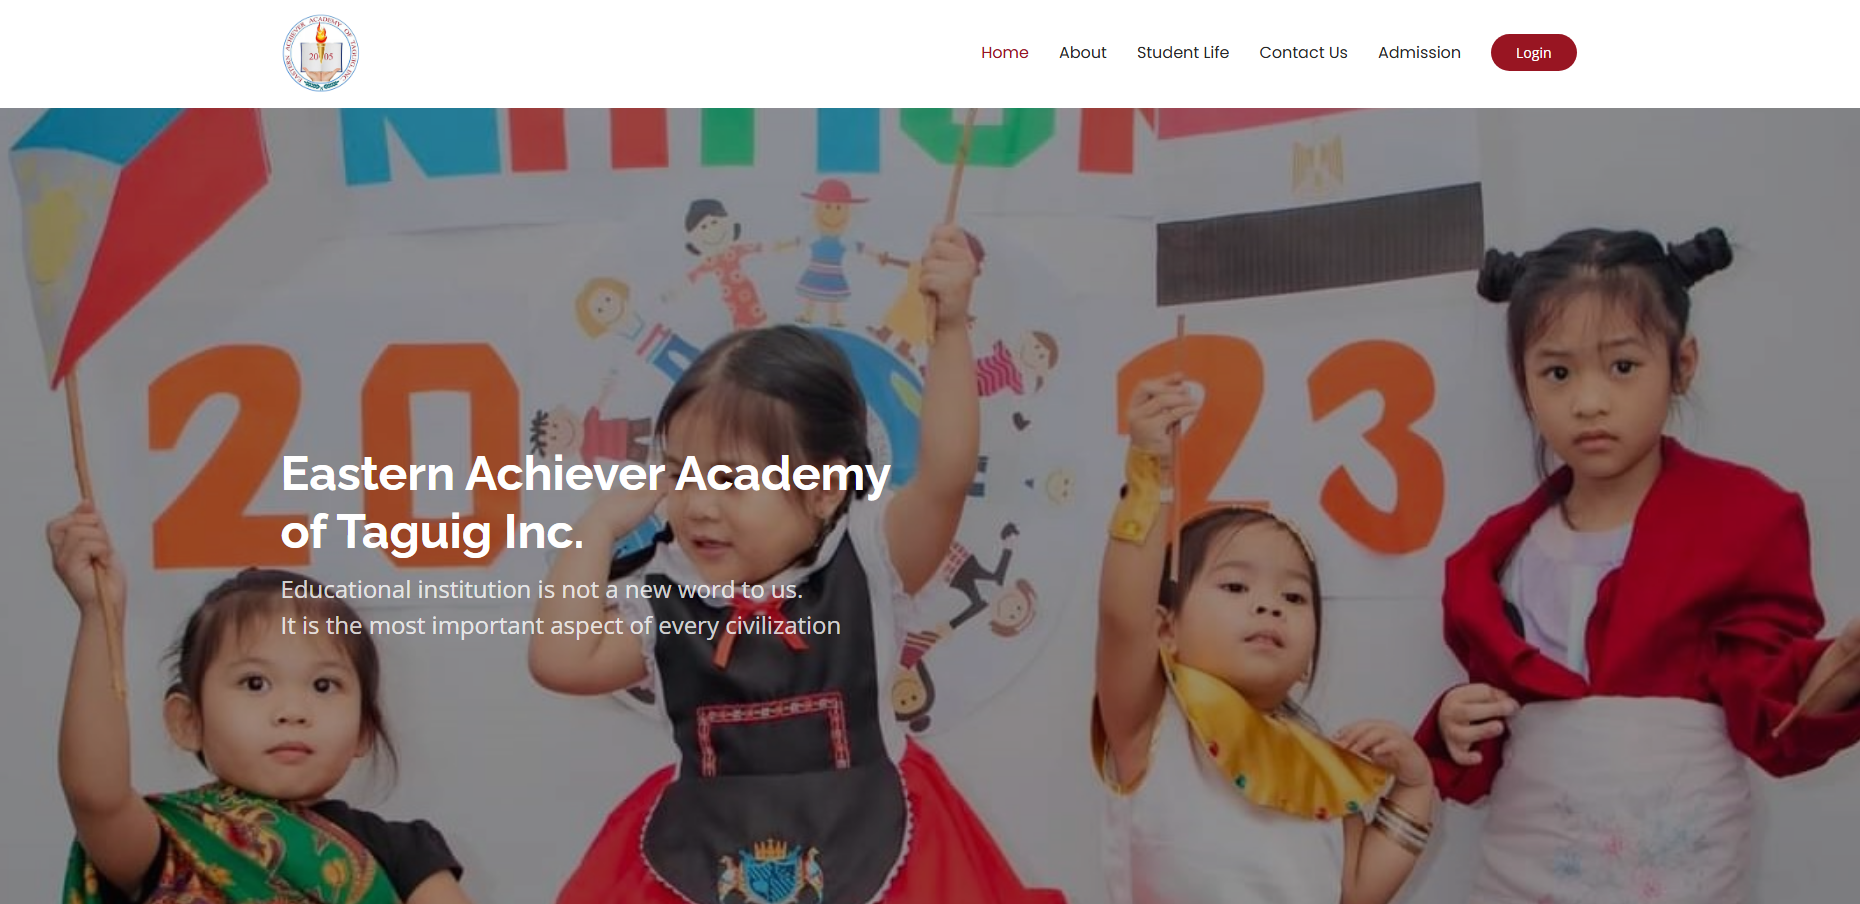 EASTERN ACHIEVER ACADEMY OF TAGUIG INC.
2005
Home About Student Life Contact Us Admission Login
20 23
Eastern Achiever Academy
of Taguig Inc.
Educational institution is not a new word to us.
It is the most important aspect of every civilization